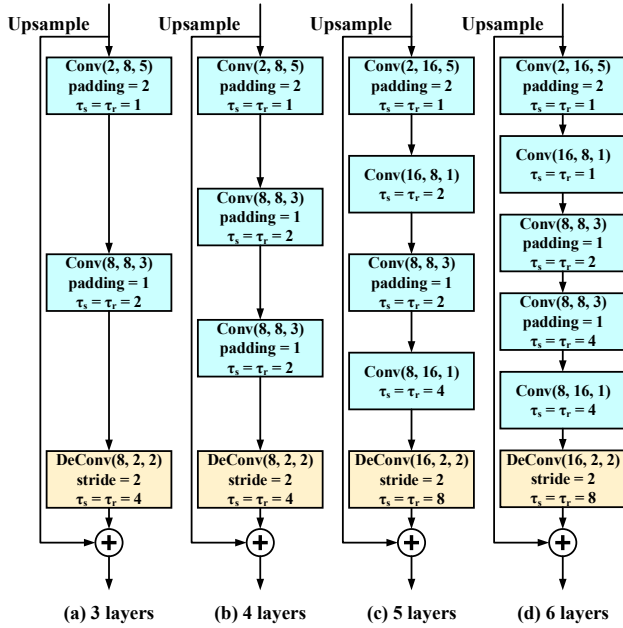 Upsample
Conv(2, 8, 5)
padding = 2
τs = τr = 1
Conv(8, 8, 3)
padding = 1
τs = τr = 2
DeConv(8, 2, 2)
stride = 2
τs = τr = 4
+
(a) 3 layers
Upsample
Conv(2, 8, 5)
padding = 2
τs = τr = 1
Conv(8, 8, 3)
padding = 1
τs = τr = 2
Conv(8, 8, 3)
padding = 1
τs = τr = 2
DeConv(8, 2, 2)
stride = 2
τs = τr = 4
+
(b) 4 layers
Upsample
Conv(2, 16, 5)
padding = 2
τs = τr = 1
Conv(16, 8, 1)
τs = τr = 2
Conv(8, 8, 3)
padding = 1
τs = τr = 2
Conv(8, 16, 1)
τs = τr = 4
DeConv(16, 2, 2)
stride = 2
τs = τr = 8
+
(c) 5 layers
Upsample
Conv(2, 16, 5)
padding = 2
τs = τr = 1
Conv(16, 8, 1)
τs = τr = 1
Conv(8, 8, 3)
padding = 1
τs = τr = 2
Conv(8, 8, 3)
padding = 1
τs = τr = 4
Conv(8, 16, 1)
τs = τr = 4
DeConv(16, 2, 2)
stride = 2
τs = τr = 8
+
(d) 6 layers